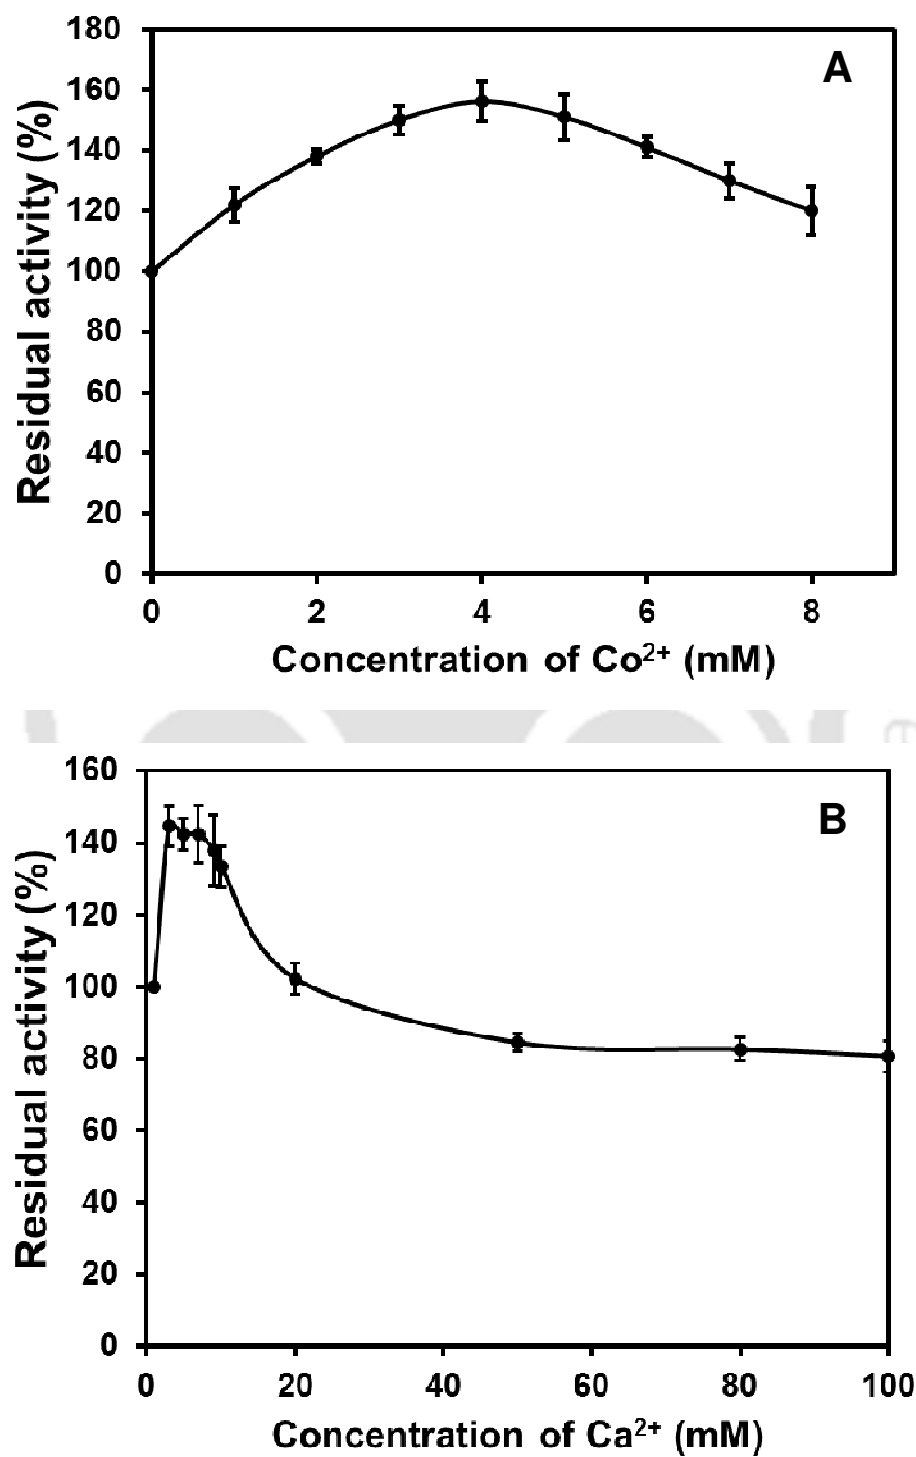 180
A
160
140
120
100
80
60
40
20
0
Residual activity (%)
0 2 4 6 8
Concentration of Co²⁺ (mM)
160
B
140
120
100
80
60
40
20
0
Residual activity (%)
0 20 40 60 80 100
Concentration of Ca²⁺ (mM)